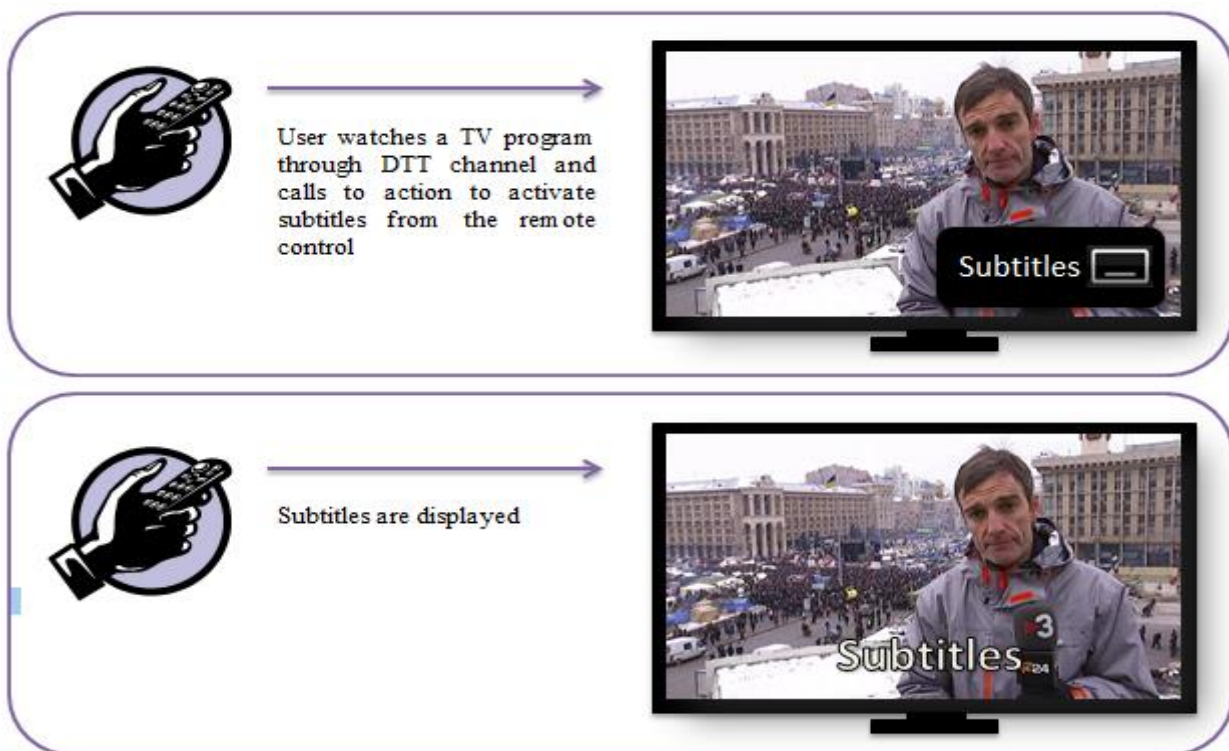 User watches a TV program
through DTT channel and
calls to action to activate
subtitles from the remote
control
Subtitles
Subtitles are displayed
3
Subtitles
24